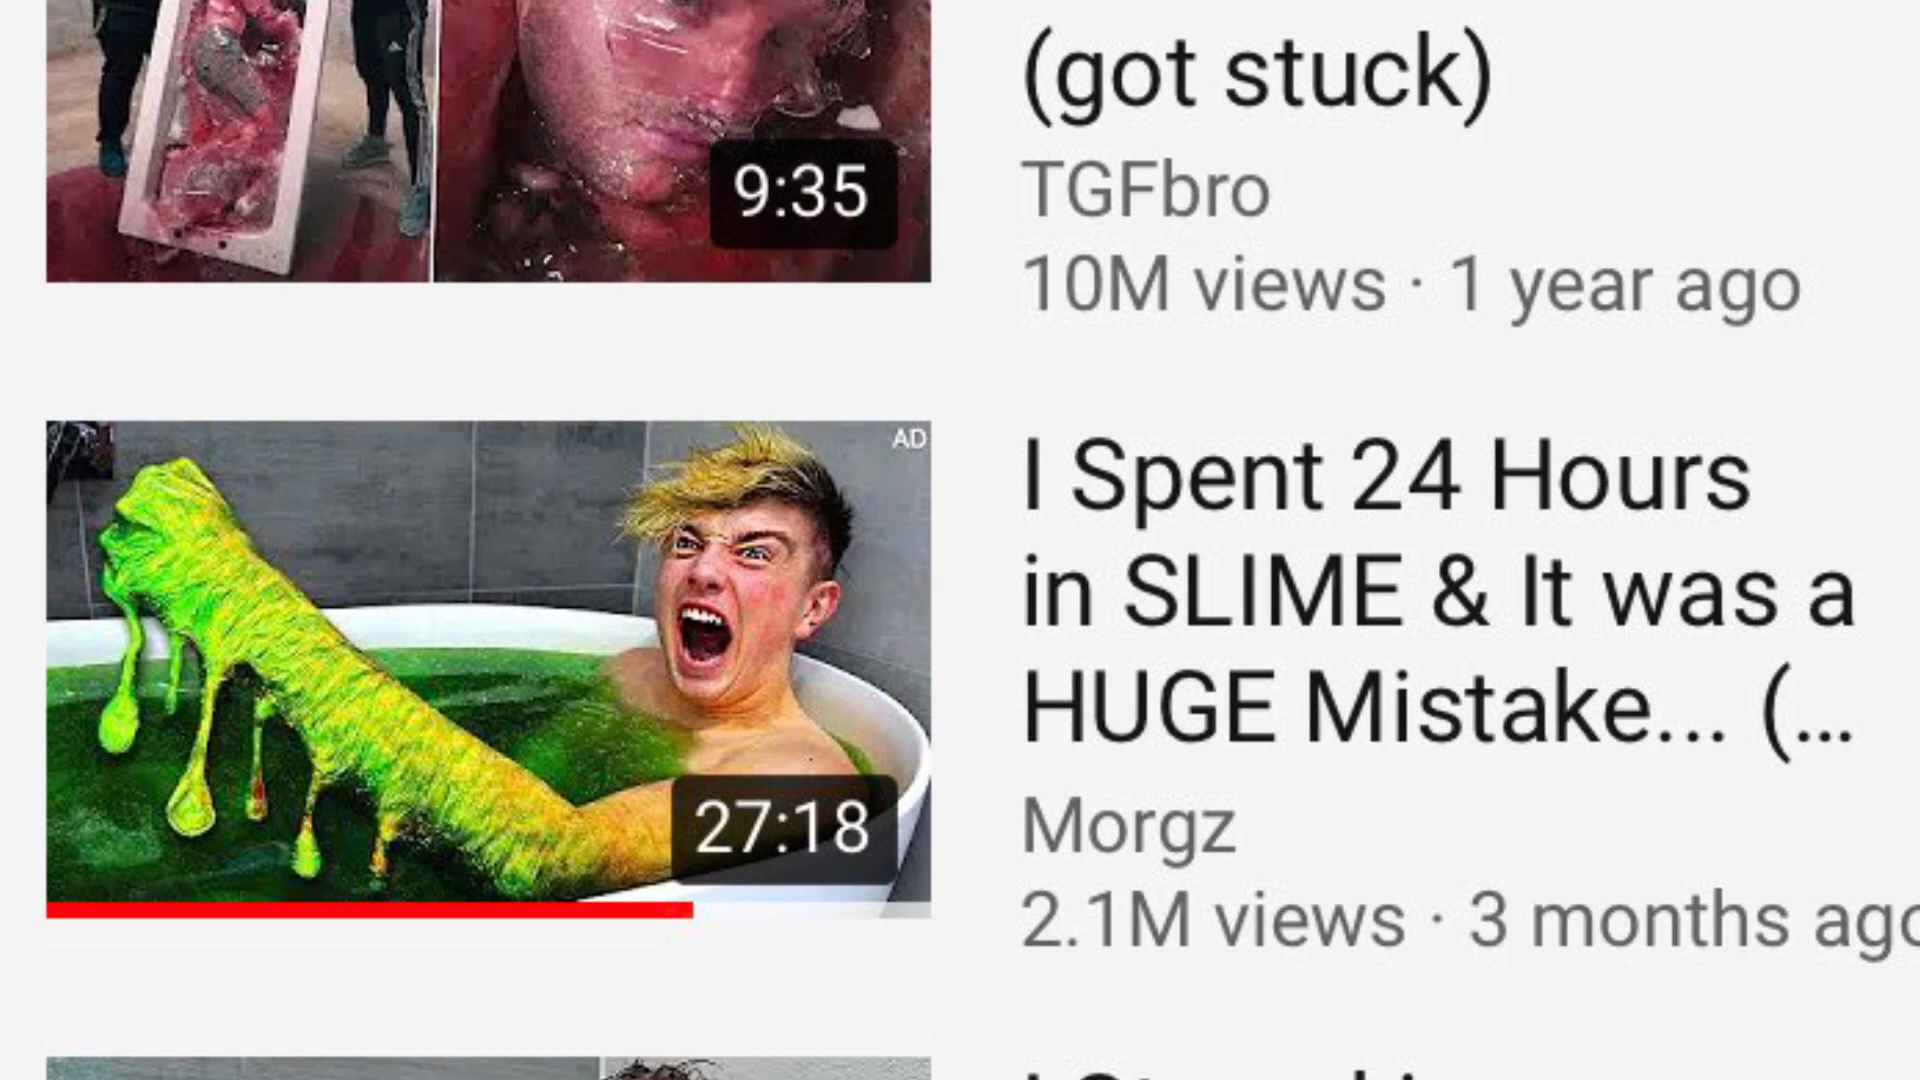 (got stuck)
TGFbro
10M views · 1 year ago
9:35
AD
27:18
I Spent 24 Hours
in SLIME & It was a
HUGE Mistake... (...
Morgz
2.1M views · 3 months ago